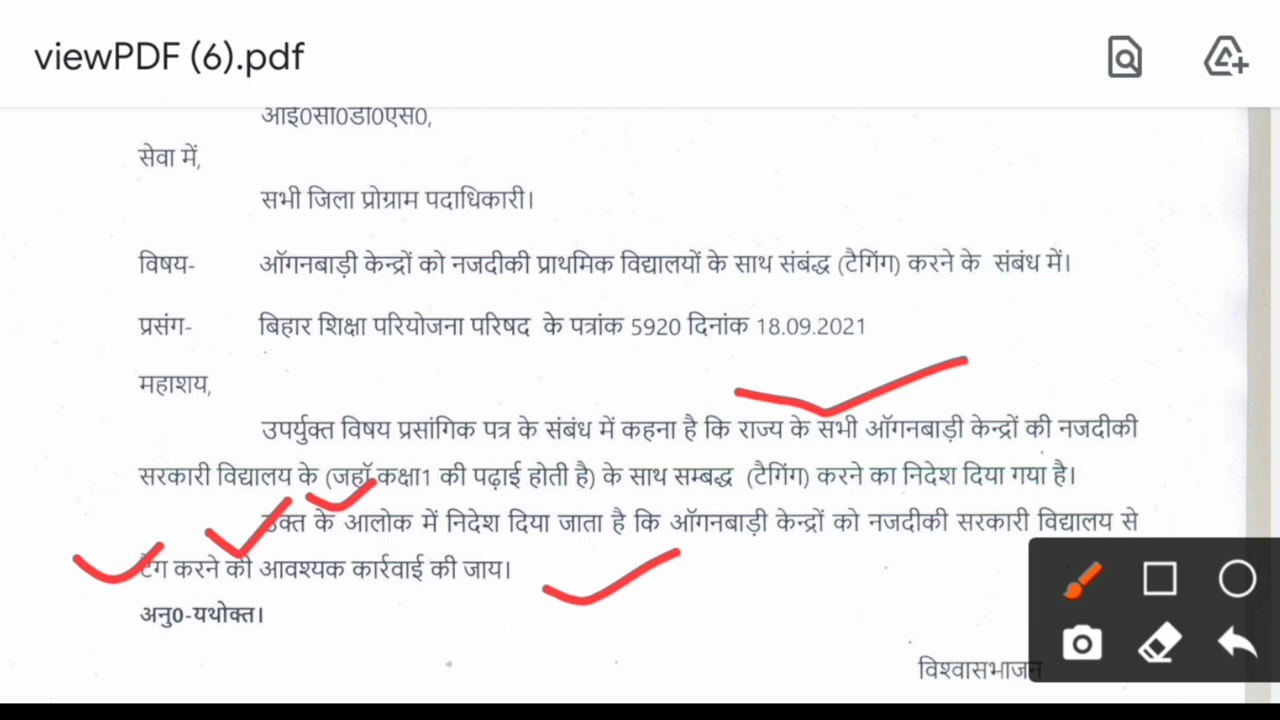 viewPDF (6).pdf
आई0सी0डी0एस0,
सेवा में,
सभी जिला प्रोग्राम पदाधिकारी।
विषय- ऑगनबाड़ी केन्द्रों को नजदीकी प्राथमिक विद्यालयों के साथ संबंद्ध (टैगिंग) करने के संबंध में।
प्रसंग- बिहार शिक्षा परियोजना परिषद के पत्रांक 5920 दिनांक 18.09.2021
महाशय,
उपर्युक्त विषय प्रसांगिक पत्र के संबंध में कहना है कि राज्य के सभी ऑगनबाड़ी केन्द्रों की नजदीकी
सरकारी विद्यालय के (जहॉ कक्षा1 की पढ़ाई होती है) के साथ सम्बद्ध (टैगिंग) करने का निदेश दिया गया है।
उक्त के आलोक में निदेश दिया जाता है कि ऑगनबाड़ी केन्द्रों को नजदीकी सरकारी विद्यालय से
टैग करने की आवश्यक कार्रवाई की जाय।
अनु0-यथोक्त।
विश्वासभाजन